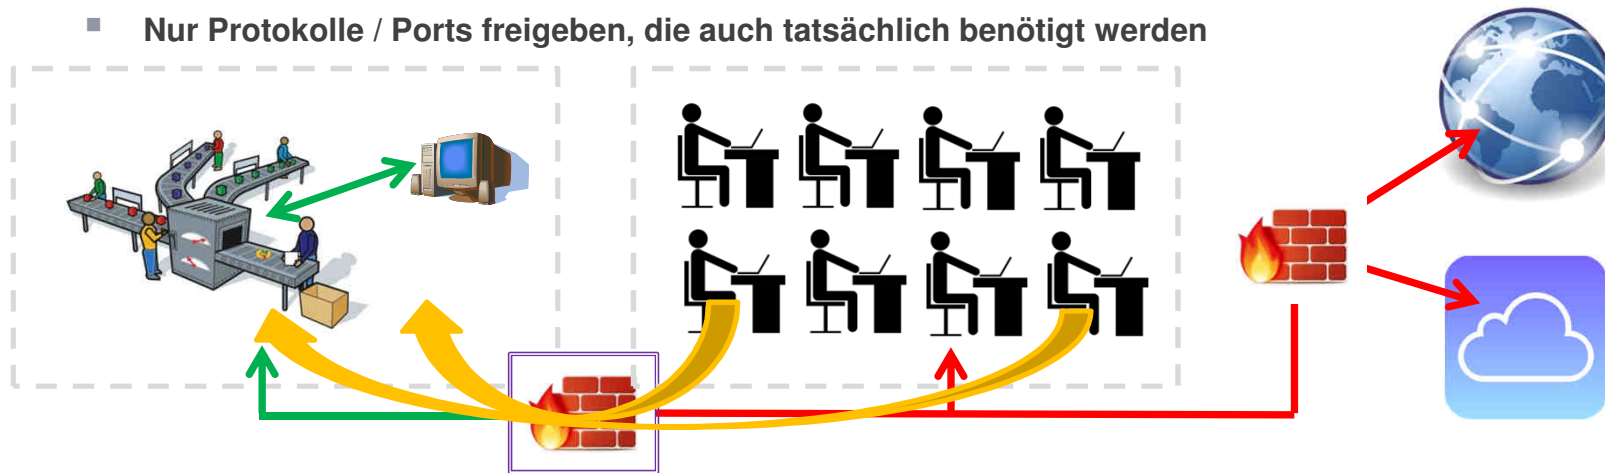 Nur Protokolle / Ports freigeben, die auch tatsächlich benötigt werden